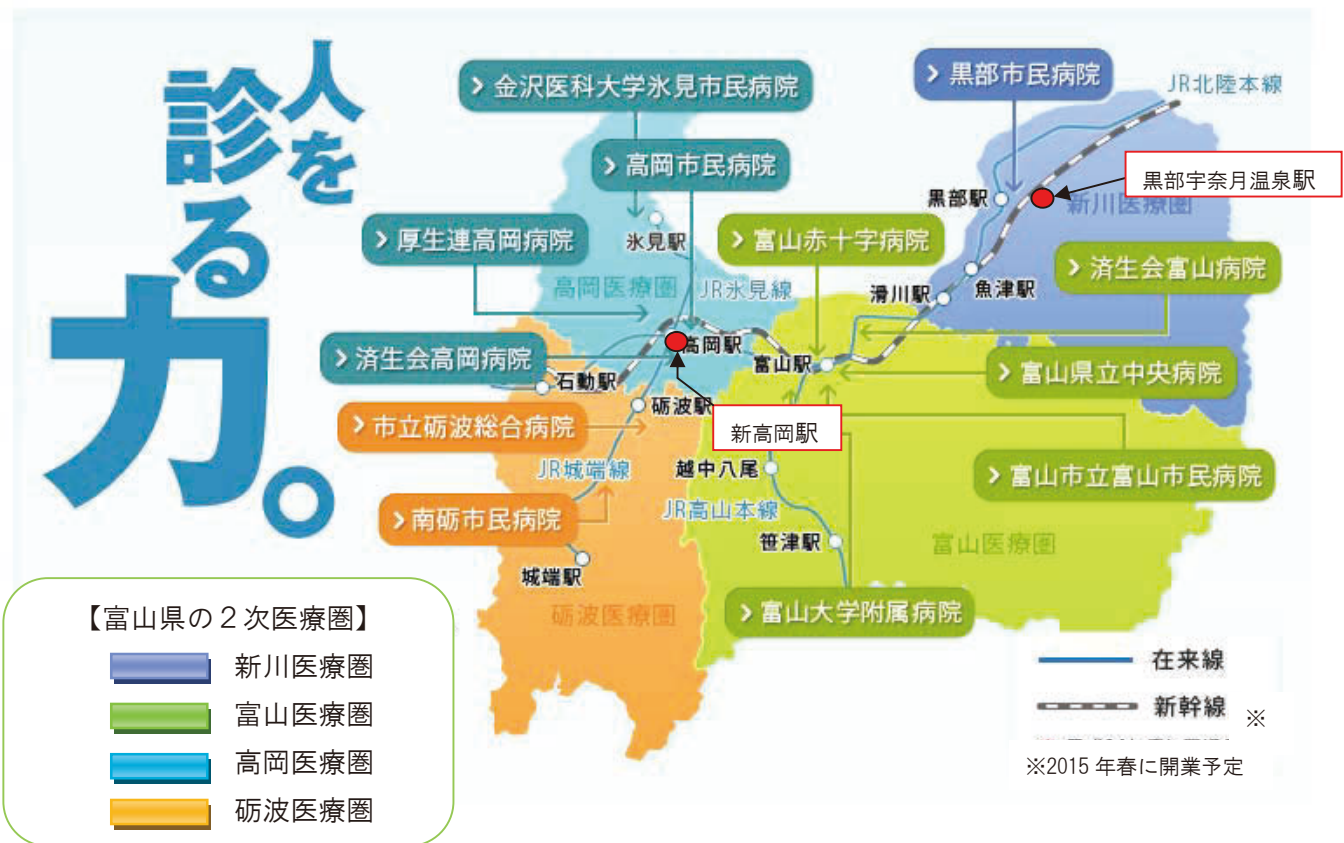 人を
診る
力。
> 金沢医科大学氷見市民病院
> 黒部市民病院
JR北陸本線
> 高岡市民病院
黒部宇奈月温泉駅
黒部駅
新川医療圏
> 厚生連高岡病院
氷見駅
> 富山赤十字病院
> 済生会富山病院
高岡医療圏
JR氷見線
滑川駅
魚津駅
> 済生会高岡病院
高岡駅
富山駅
> 富山県立中央病院
石動駅
砺波駅
> 市立砺波総合病院
新高岡駅
JR城端線
越中八尾
> 富山市立富山市民病院
> 南砺市民病院
JR高山本線
笹津駅
富山医療圏
城端駅
砺波医療圏
> 富山大学附属病院
【富山県の2次医療圏】
新川医療圏
富山医療圏
高岡医療圏
砺波医療圏
在来線
新幹線 ※
※2015年春に開業予定